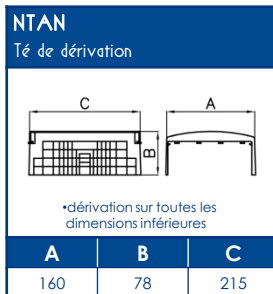 NTAN
Té de dérivation
C
A
B
•dérivation sur toutes les
dimensions inférieures
A B C
160 78 215